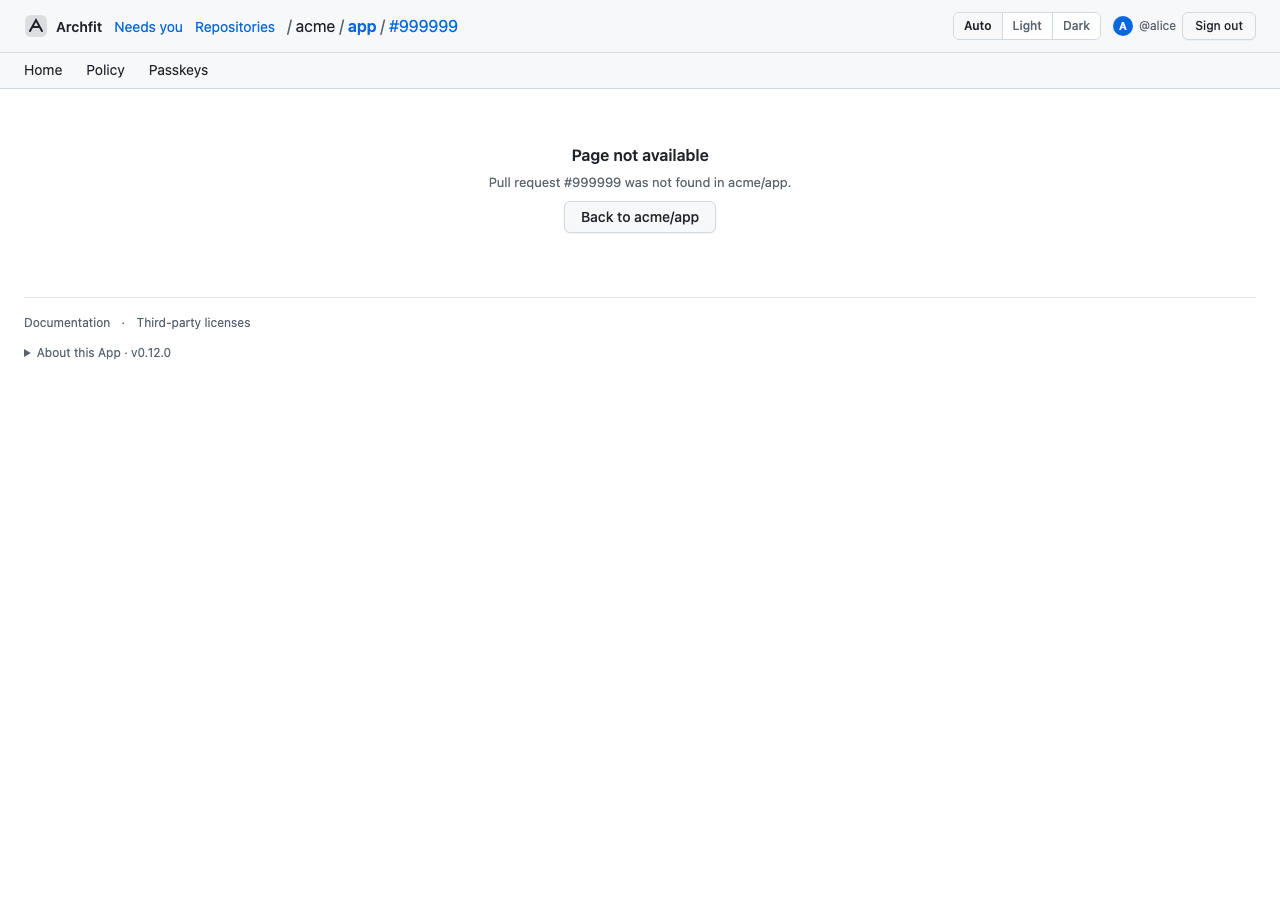 Archfit Needs you Repositories / acme / app / #999999 Auto Light Dark A @alice Sign out
Home Policy Passkeys
Page not available
Pull request #999999 was not found in acme/app.
Back to acme/app
Documentation · Third-party licenses
About this App · v0.12.0